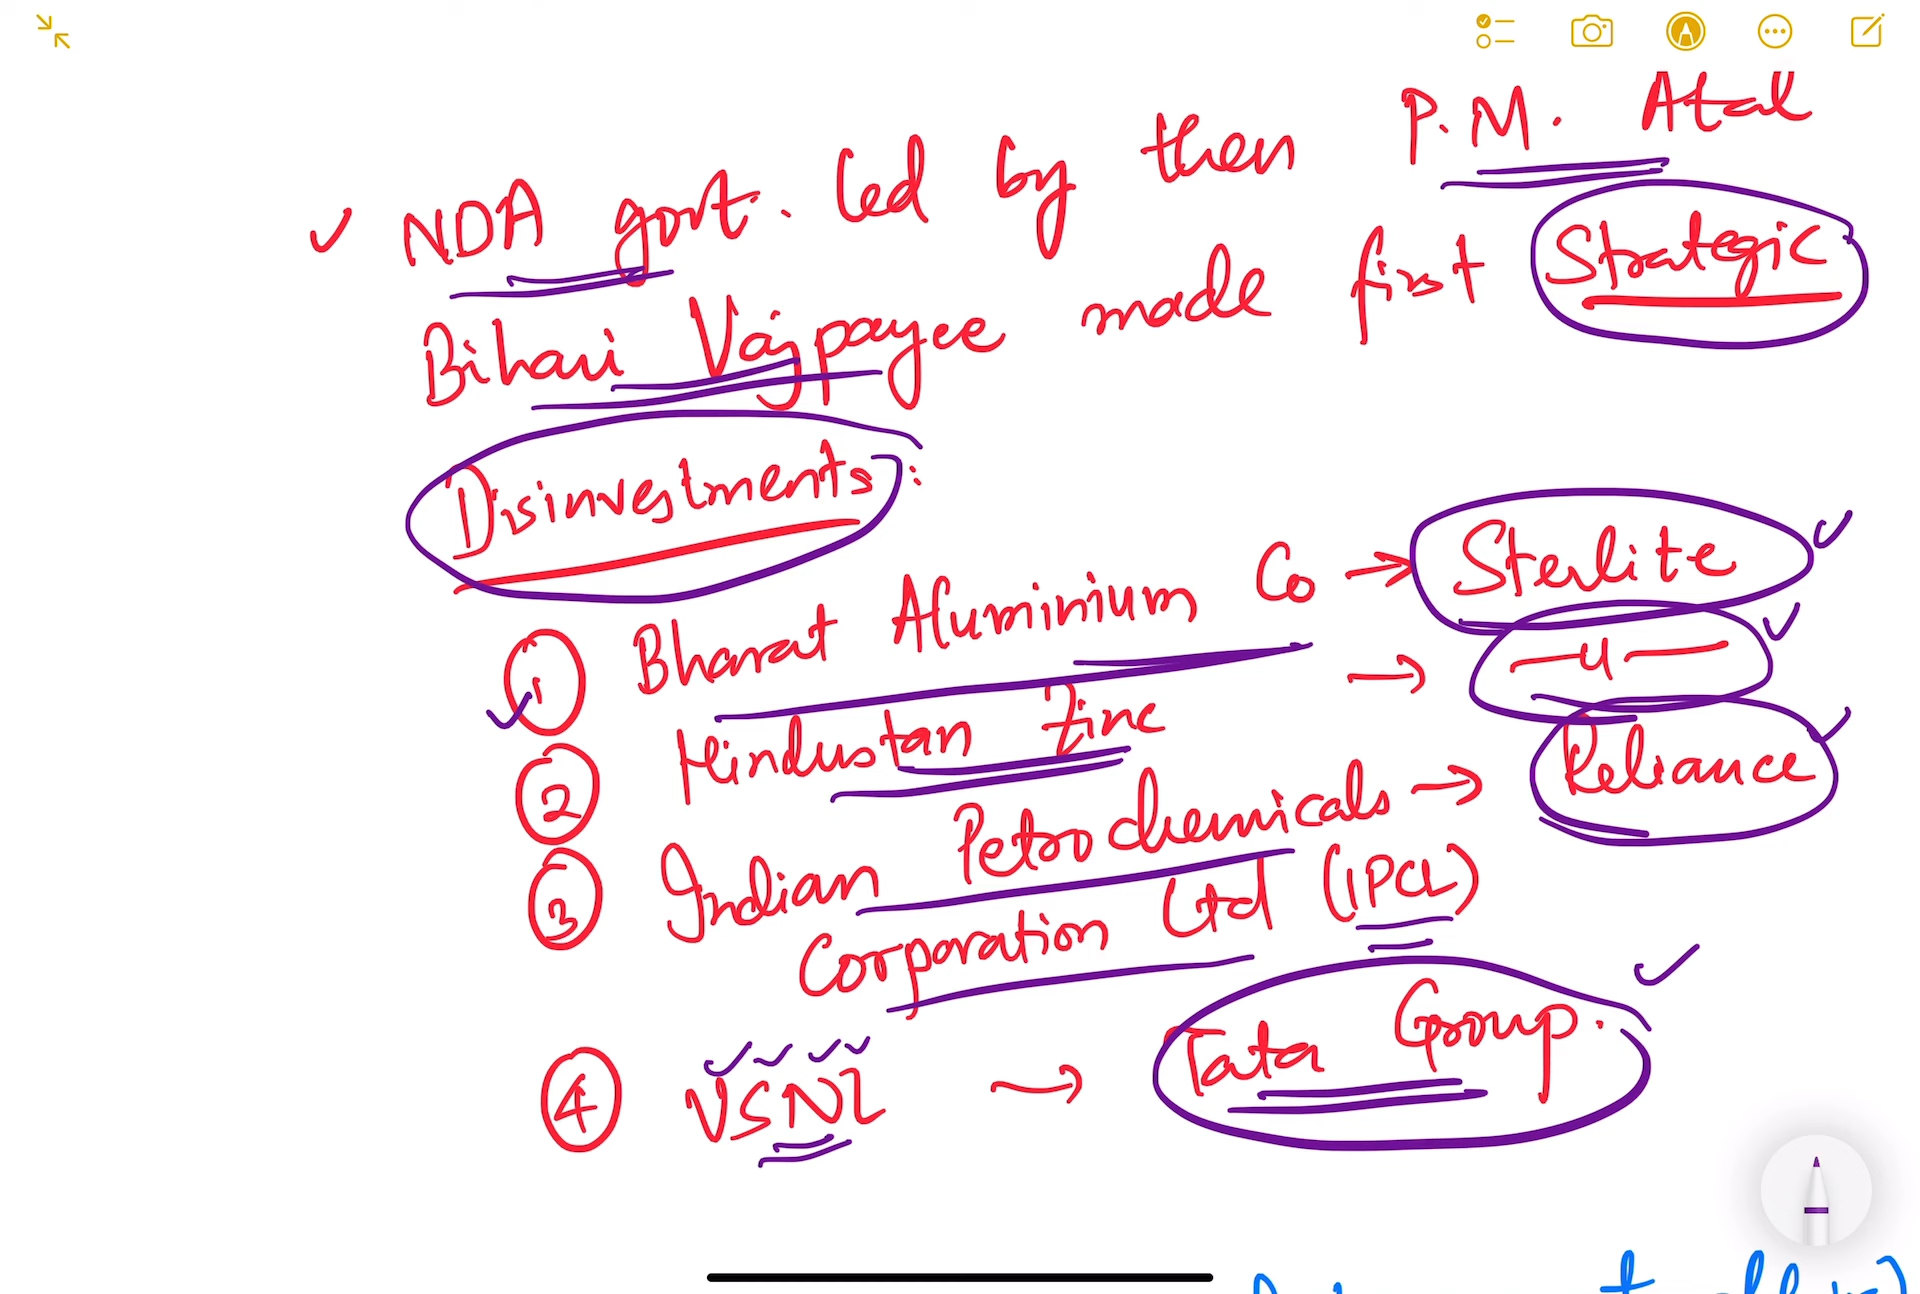 NDA govt. led by then P.M. Atal
Bihari Vajpayee made first Strategic
Disinvestments:
1 Bharat Aluminium Co → Sterlite
2 Hindustan Zinc → —"—
3 Indian Petrochemicals → Reliance
Corporation Ltd (IPCL)
4 VSNL → Tata Group.